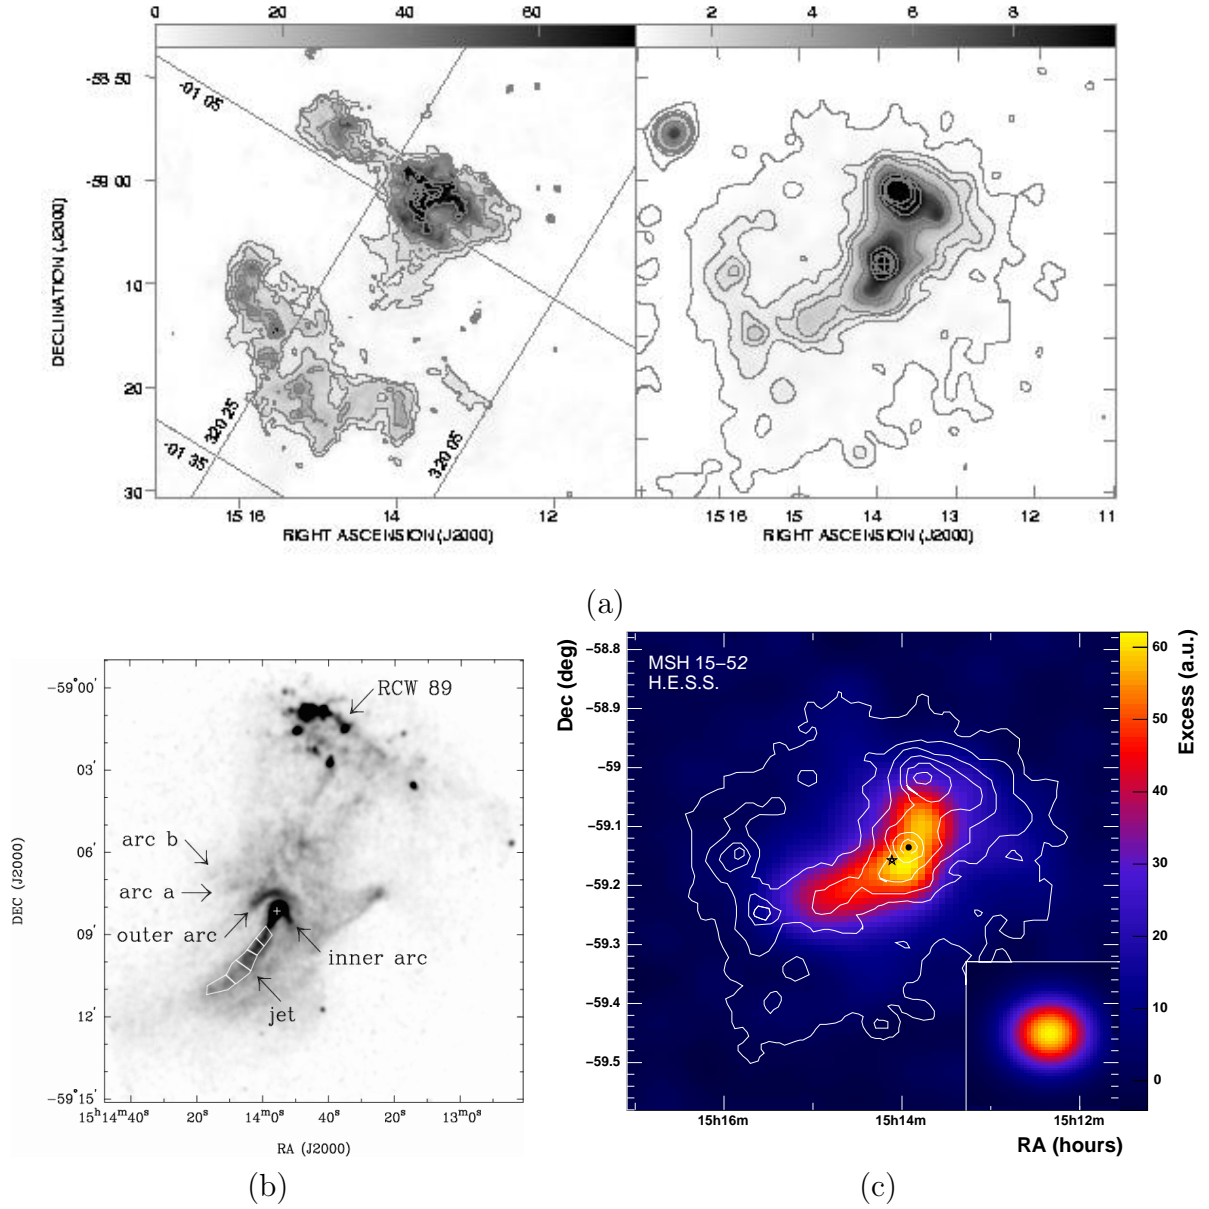 0 20 40 60 2 4 6 8
-58 50
-59 00
10
20
30
DECLINATION (J2000)
-01 05
320 25
-01 35
320 05
15 16 14 12
RIGHT ASCENSION (J2000)
15 16 15 14 13 12 11
RIGHT ASCENSION (J2000)
(a)
−59°00′
03′
06′
09′
12′
−59°15′
DEC (J2000)
RCW 89
arc b
arc a
outer arc
inner arc
jet
15h14m40s 20s 14m0s 40s 20s 13m0s
RA (J2000)
(b)
MSH 15−52
H.E.S.S.
Dec (deg)
−58.8
−58.9
−59
−59.1
−59.2
−59.3
−59.4
−59.5
15h16m 15h14m 15h12m
RA (hours)
Excess (a.u.)
60
50
40
30
20
10
0
(c)